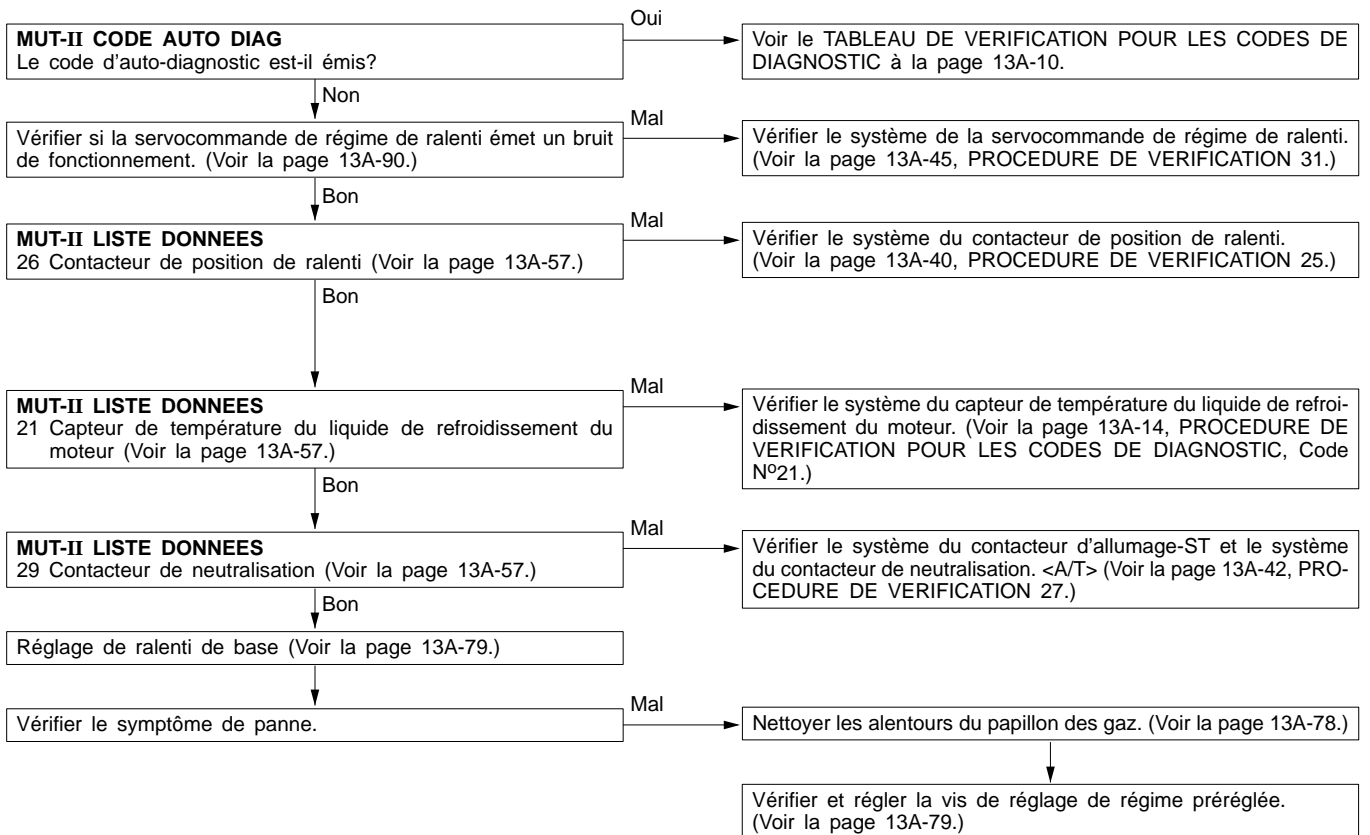 Oui
MUT-II CODE AUTO DIAG
Le code d'auto-diagnostic est-il émis?
Voir le TABLEAU DE VERIFICATION POUR LES CODES DE
DIAGNOSTIC à la page 13A-10.
Non
Mal
Vérifier si la servocommande de régime de ralenti émet un bruit
de fonctionnement. (Voir la page 13A-90.)
Vérifier le système de la servocommande de régime de ralenti.
(Voir la page 13A-45, PROCEDURE DE VERIFICATION 31.)
Bon
Mal
MUT-II LISTE DONNEES
26 Contacteur de position de ralenti (Voir la page 13A-57.)
Vérifier le système du contacteur de position de ralenti.
(Voir la page 13A-40, PROCEDURE DE VERIFICATION 25.)
Bon
Mal
MUT-II LISTE DONNEES
21 Capteur de température du liquide de refroidissement du
moteur (Voir la page 13A-57.)
Vérifier le système du capteur de température du liquide de refroi-
dissement du moteur. (Voir la page 13A-14, PROCEDURE DE
VERIFICATION POUR LES CODES DE DIAGNOSTIC, Code
Nº21.)
Bon
Mal
MUT-II LISTE DONNEES
29 Contacteur de neutralisation (Voir la page 13A-57.)
Vérifier le système du contacteur d'allumage-ST et le système
du contacteur de neutralisation. <A/T> (Voir la page 13A-42, PRO-
CEDURE DE VERIFICATION 27.)
Bon
Réglage de ralenti de base (Voir la page 13A-79.)
Mal
Vérifier le symptôme de panne.
Nettoyer les alentours du papillon des gaz. (Voir la page 13A-78.)
Vérifier et régler la vis de réglage de régime préréglée.
(Voir la page 13A-79.)